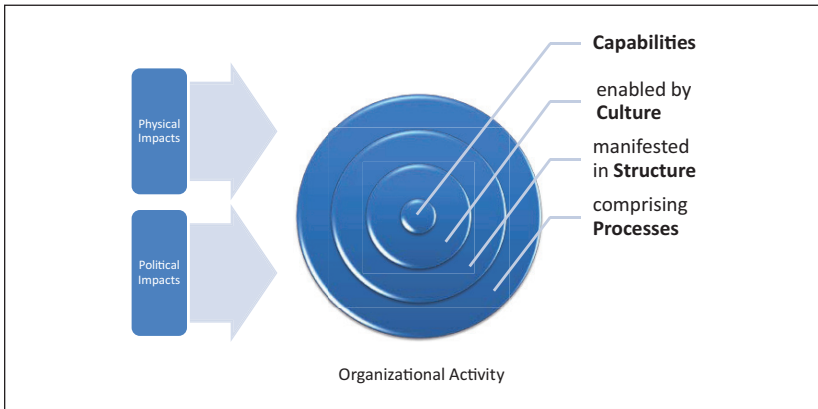 Capabilities
enabled by
Culture
manifested
in Structure
comprising
Processes
Physical
Impacts
Political
Impacts
Organizational Activity